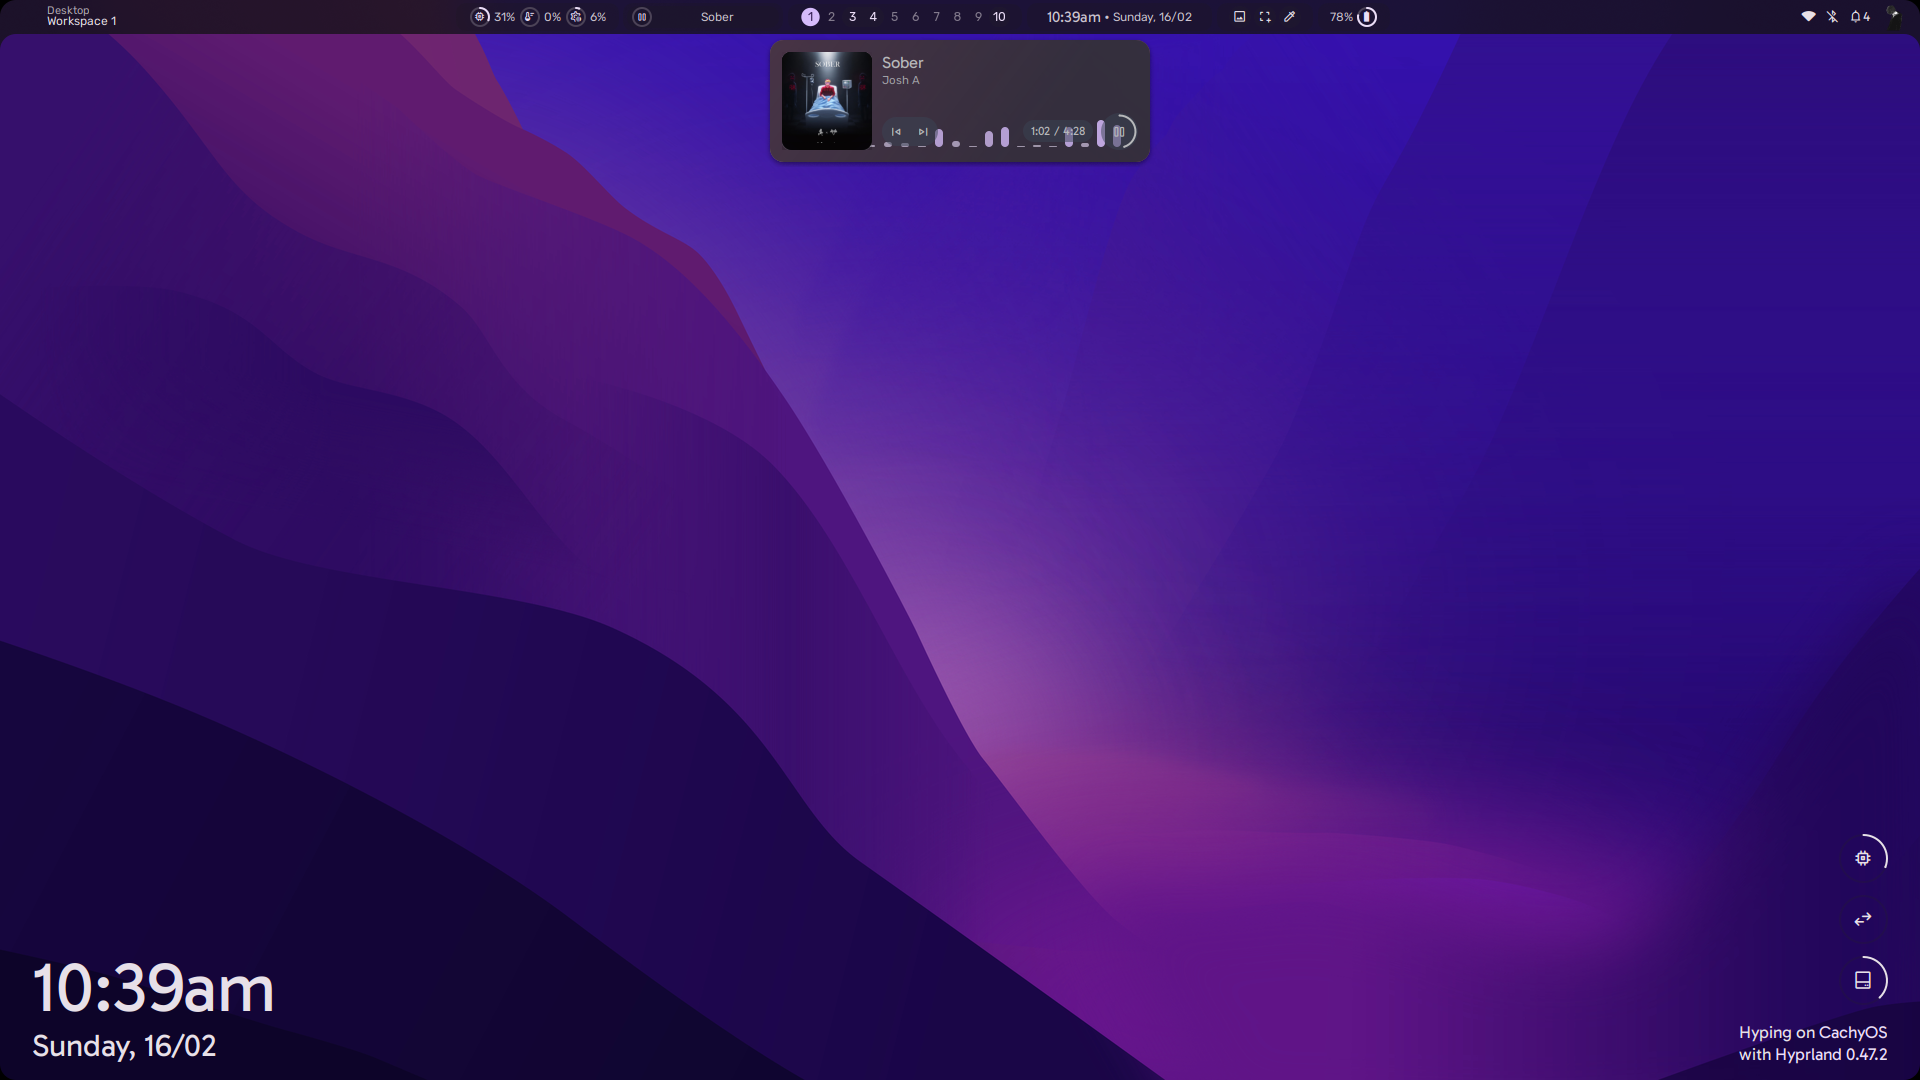 Desktop
Workspace 1
31% 0% 6%
Sober
1 2 3 4 5 6 7 8 9 10
10:39am • Sunday, 16/02
78%
4
SOBER
Sober
Josh A
1:02 / 4:28
10:39am
Sunday, 16/02
Hyping on CachyOS
with Hyprland 0.47.2